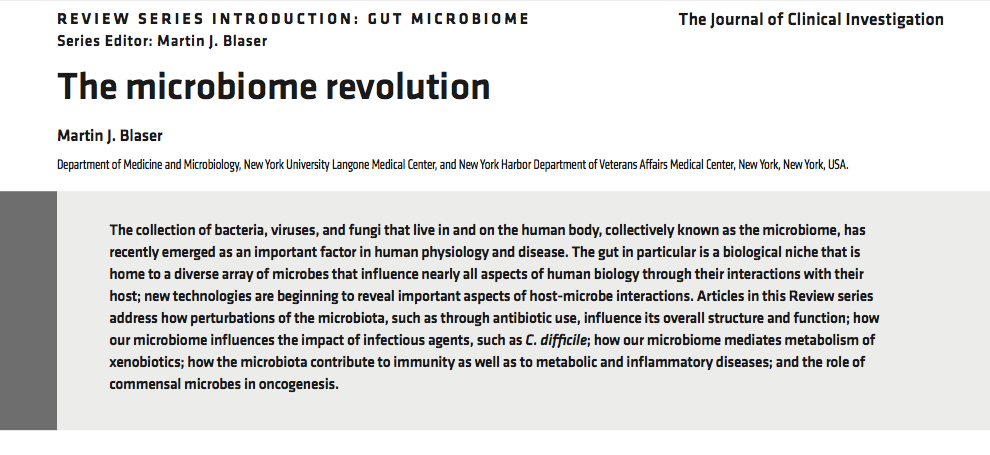 REVIEW SERIES INTRODUCTION: GUT MICROBIOME
The Journal of Clinical Investigation
Series Editor: Martin J. Blaser
The microbiome revolution
Martin J. Blaser
Department of Medicine and Microbiology, New York University Langone Medical Center, and New York Harbor Department of Veterans Affairs Medical Center, New York, New York, USA.
The collection of bacteria, viruses, and fungi that live in and on the human body, collectively known as the microbiome, has
recently emerged as an important factor in human physiology and disease. The gut in particular is a biological niche that is
home to a diverse array of microbes that influence nearly all aspects of human biology through their interactions with their
host; new technologies are beginning to reveal important aspects of host-microbe interactions. Articles in this Review series
address how perturbations of the microbiota, such as through antibiotic use, influence its overall structure and function; how
our microbiome influences the impact of infectious agents, such as C. difficile; how our microbiome mediates metabolism of
xenobiotics; how the microbiota contribute to immunity as well as to metabolic and inflammatory diseases; and the role of
commensal microbes in oncogenesis.